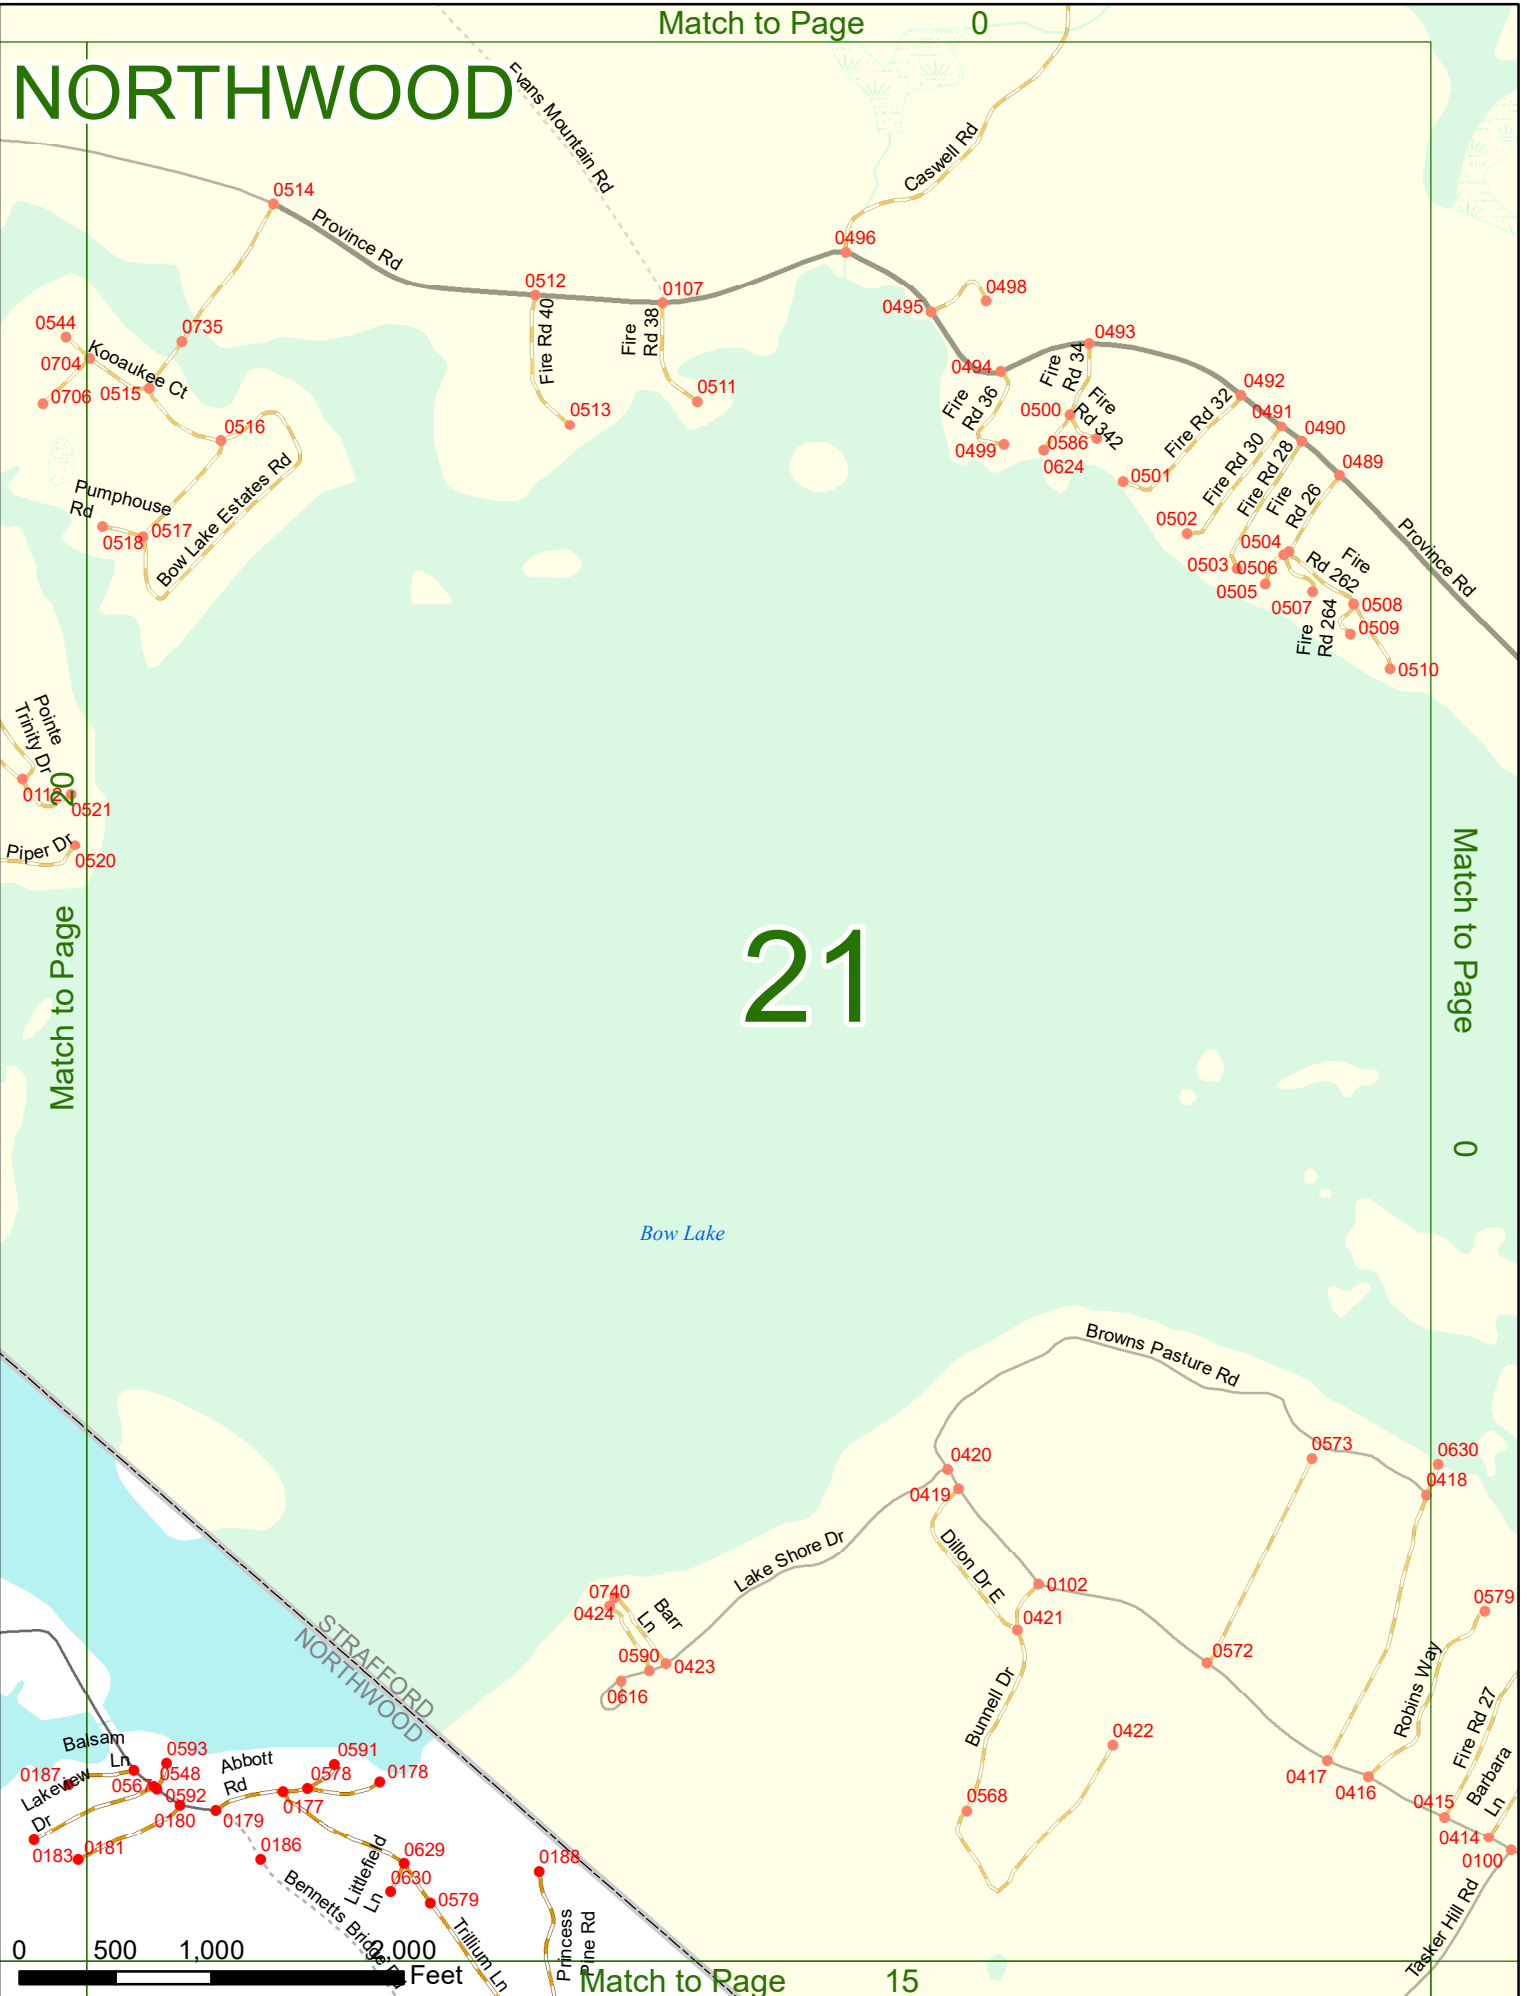 Match to Page 0
NORTHWOOD
Evans Mountain Rd
Caswell Rd
0514
Province Rd
0496
0512
0107
0498
0495
0544
0735
0493
0704
Kooaukee Ct
Fire Rd 40
Fire
Rd 38
0494
Fire
Rd 34
0706
0515
0511
Fire
Rd 36
0492
0491
0490
0513
0500
Fire
Rd 342
Fire Rd 32
0516
0499
0586
0624
Fire Rd 30
Fire Rd 28
0489
0501
Fire
Rd 26
Pumphouse
Rd
Bow Lake Estates Rd
0517
0518
0502
0504
Province Rd
0503
0506
Fire
Rd 262
0505
0507
0508
Fire
Rd 264
0509
0510
Pointe
Trinity Dr
0112
20
0521
Piper Dr
0520
Match to Page
21
Match to Page
0
Bow Lake
Browns Pasture Rd
0420
0573
0630
0419
0418
Lake Shore Dr
Dillon Dr E
0102
0740
0424
Barr
Ln
0579
0421
STRAFFORD
NORTHWOOD
0590
0423
0572
0616
Bunnell Dr
Robins Way
Fire Rd 27
0422
Balsam
Ln
0593
Abbott
Rd
0591
0187
0567
0548
0578
0178
Barbara
Ln
0417
0416
Lakeview
Dr
0592
0180
0179
0177
0568
0415
0414
0183
0181
0186
Littlefield
Ln
0629
0188
0100
0630
0579
Bennetts Bridge Rd
Trillium Ln
Princess
Pine Rd
Tasker Hill Rd
0 500 1,000 2,000
Feet
Match to Page 15